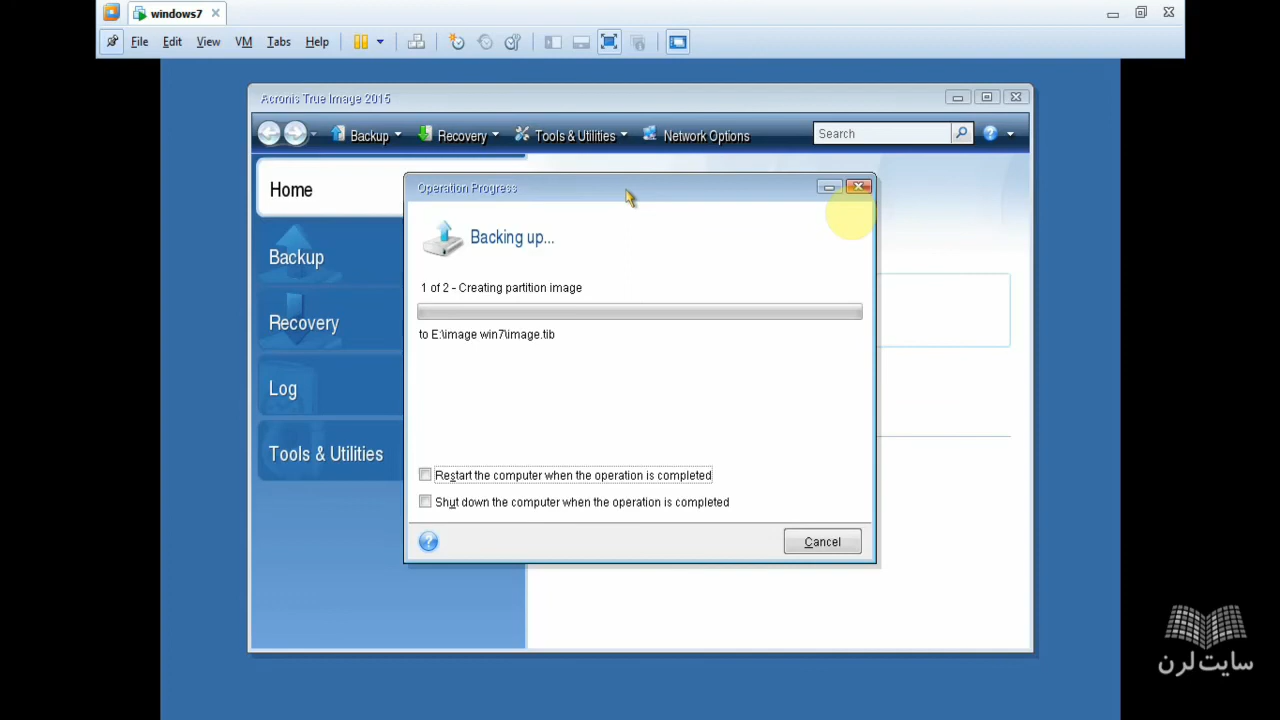 windows7
File Edit View VM Tabs Help
Acronis True Image 2015
Backup Recovery Tools & Utilities Network Options Search
Home
Backup
Recovery
Log
Tools & Utilities
Operation Progress
Backing up...
1 of 2 - Creating partition image
to E:\image win7\image.tib
Restart the computer when the operation is completed
Shut down the computer when the operation is completed
Cancel
سایت لرن